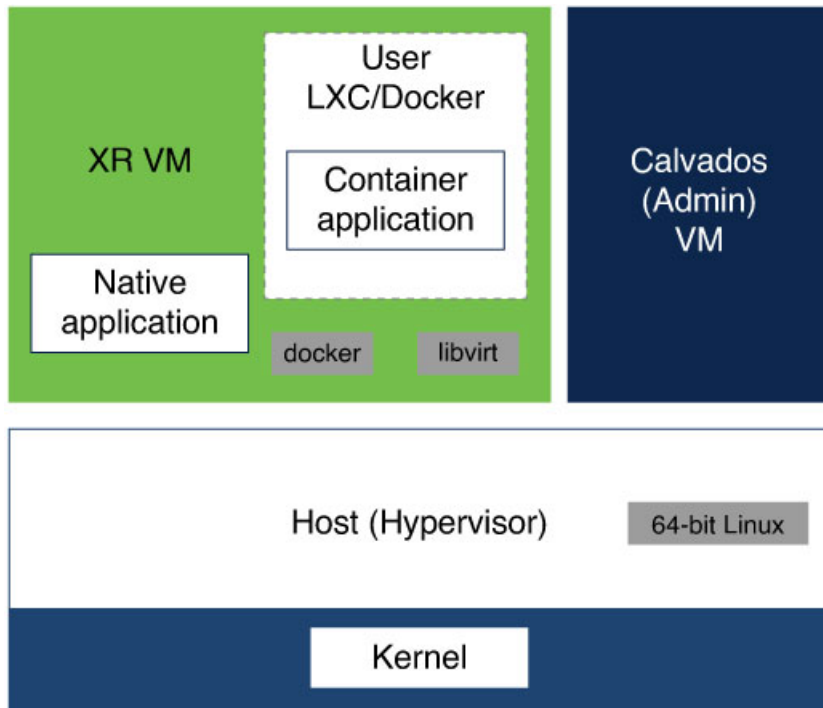 User
LXC/Docker
XR VM
Container
application
Native
application
docker
libvirt
Calvados
(Admin)
VM
Host (Hypervisor)
64-bit Linux
Kernel